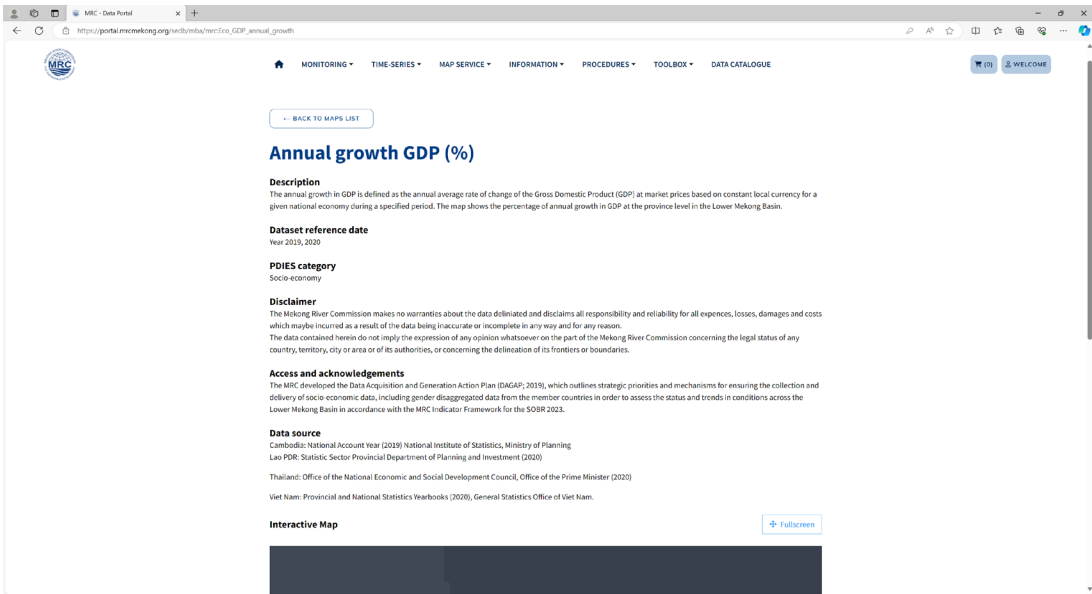 MRC - Data Portal
https://portal.mrcmekong.org/sedb/mba/mrc:Eco_GDP_annual_growth
MRC
MONITORING
TIME-SERIES
MAP SERVICE
INFORMATION
PROCEDURES
TOOLBOX
DATA CATALOGUE
(0)
WELCOME
← BACK TO MAPS LIST
Annual growth GDP (%)
Description
The annual growth in GDP is defined as the annual average rate of change of the Gross Domestic Product (GDP) at market prices based on constant local currency for a
given national economy during a specified period. The map shows the percentage of annual growth in GDP at the province level in the Lower Mekong Basin.
Dataset reference date
Year 2019, 2020
PDIES category
Socio-economy
Disclaimer
The Mekong River Commission makes no warranties about the data deliniated and disclaims all responsibility and reliability for all expences, losses, damages and costs
which maybe incurred as a result of the data being inaccurate or incomplete in any way and for any reason.
The data contained herein do not imply the expression of any opinion whatsoever on the part of the Mekong River Commission concerning the legal status of any
country, territory, city or area or of its authorities, or concerning the delineation of its frontiers or boundaries.
Access and acknowledgements
The MRC developed the Data Acquisition and Generation Action Plan (DAGAP; 2019), which outlines strategic priorities and mechanisms for ensuring the collection and
delivery of socio-economic data, including gender disaggregated data from the member countries in order to assess the status and trends in conditions across the
Lower Mekong Basin in accordance with the MRC Indicator Framework for the SOBR 2023.
Data source
Cambodia: National Account Year (2019) National Institute of Statistics, Ministry of Planning
Lao PDR: Statistic Sector Provincial Department of Planning and Investment (2020)
Thailand: Office of the National Economic and Social Development Council, Office of the Prime Minister (2020)
Viet Nam: Provincial and National Statistics Yearbooks (2020), General Statistics Office of Viet Nam.
Interactive Map
Fullscreen